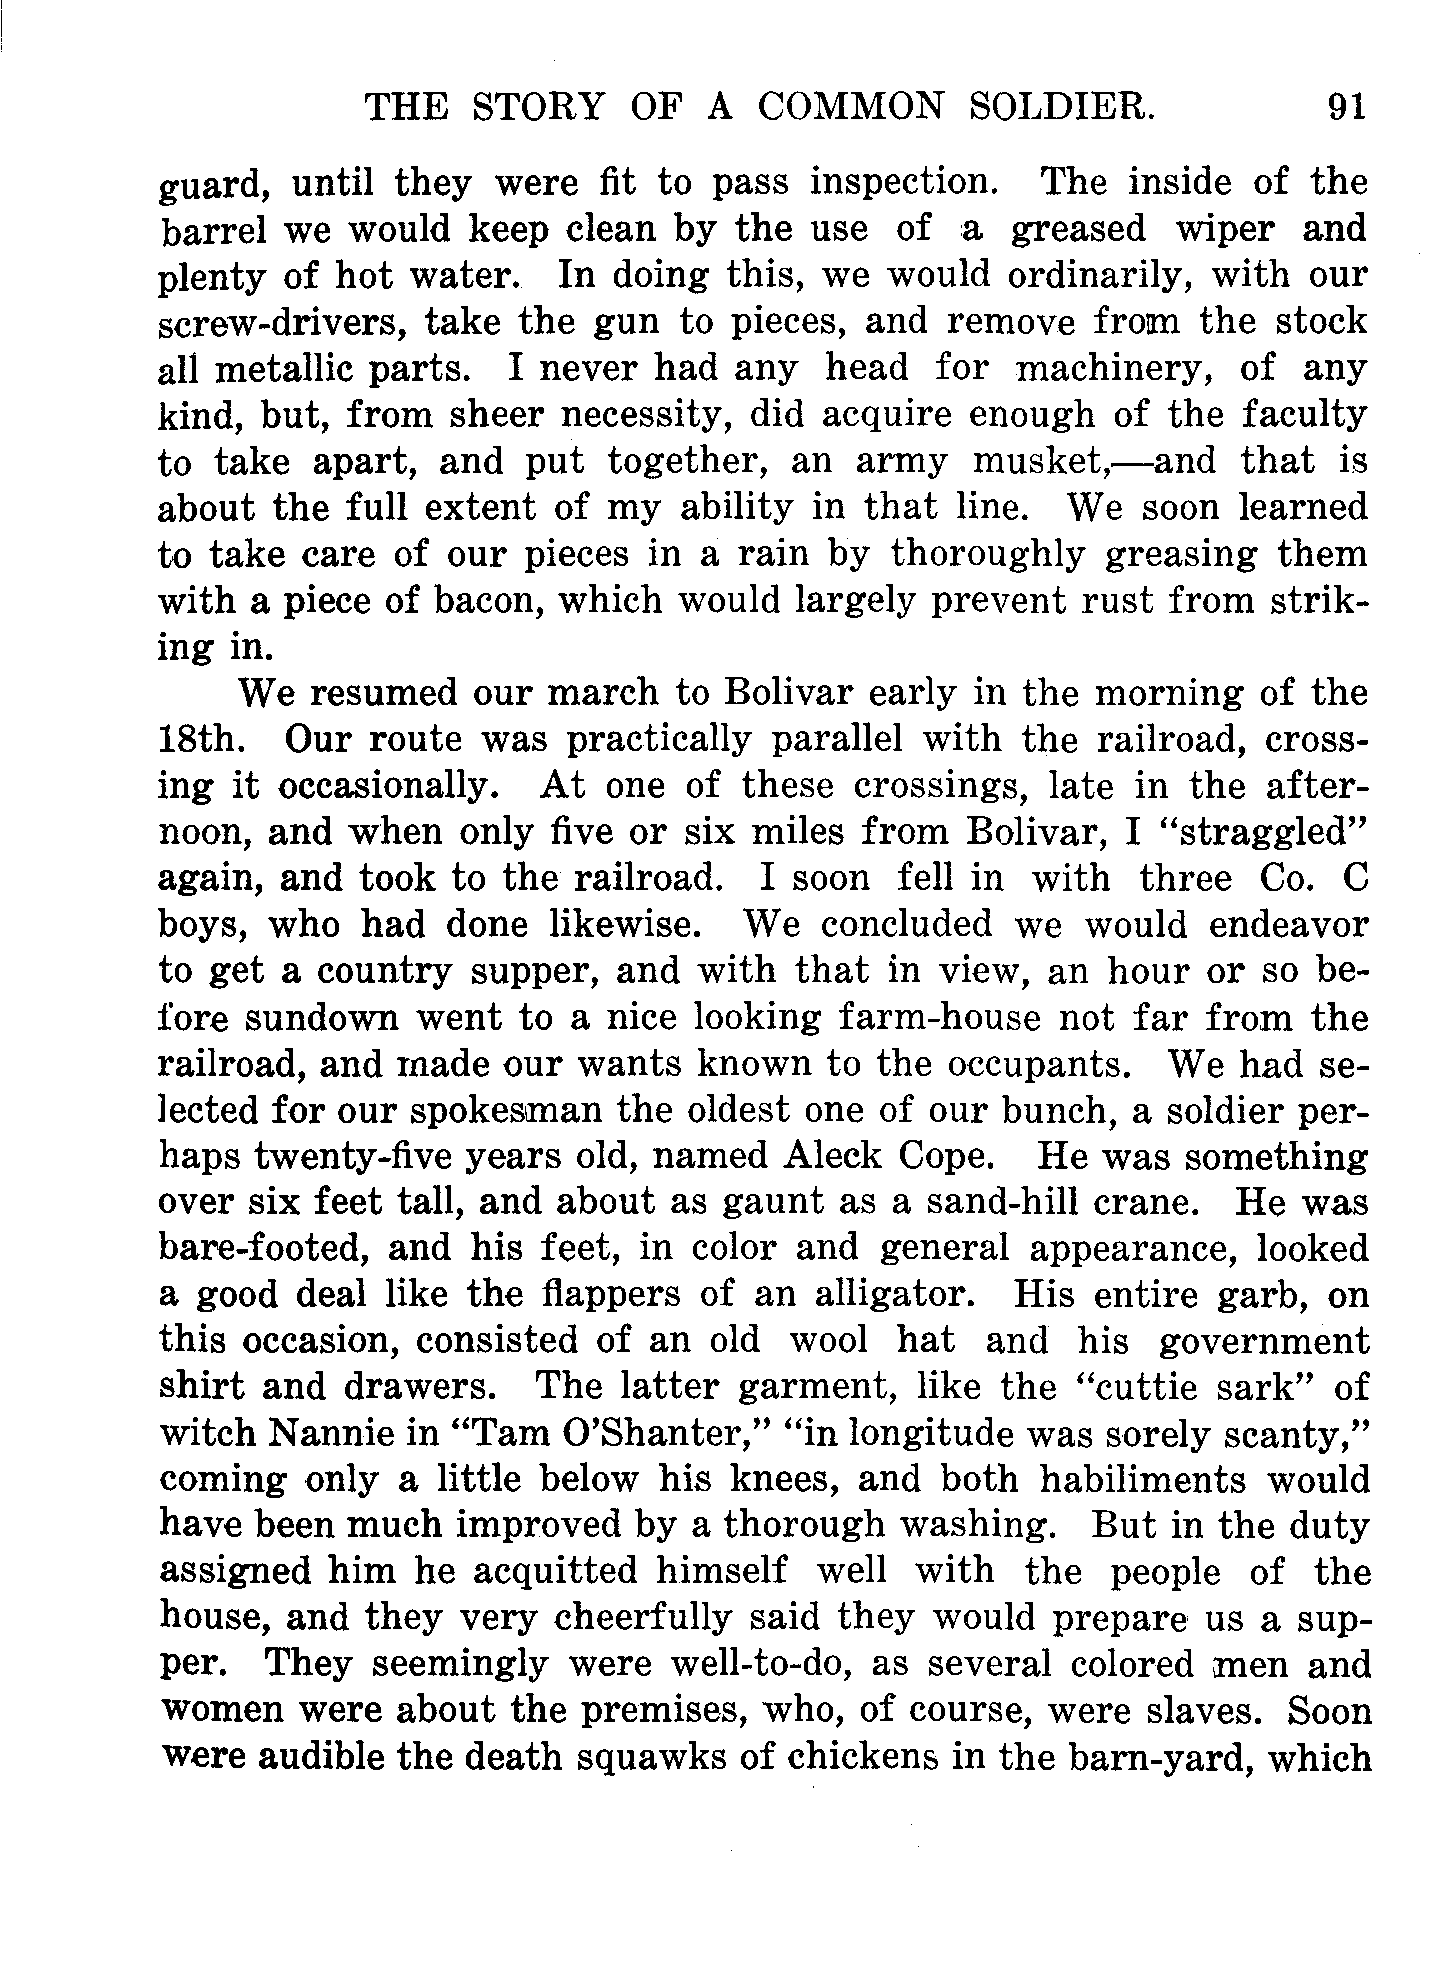 THE STORY OF A COMMON SOLDIER. 91
guard, until they were fit to pass inspection. The inside of the
barrel we would keep clean by the use of a greased wiper and
plenty of hot water. In doing this, we would ordinarily, with our
screw-drivers, take the gun to pieces, and remove from the stock
all metallic parts. I never had any head for machinery, of any
kind, but, from sheer necessity, did acquire enough of the faculty
to take apart, and put together, an army musket,—and that is
about the full extent of my ability in that line. We soon learned
to take care of our pieces in a rain by thoroughly greasing them
with a piece of bacon, which would largely prevent rust from strik-
ing in.
We resumed our march to Bolivar early in the morning of the
18th. Our route was practically parallel with the railroad, cross-
ing it occasionally. At one of these crossings, late in the after-
noon, and when only five or six miles from Bolivar, I “straggled”
again, and took to the railroad. I soon fell in with three Co. C
boys, who had done likewise. We concluded we would endeavor
to get a country supper, and with that in view, an hour or so be-
fore sundown went to a nice looking farm-house not far from the
railroad, and made our wants known to the occupants. We had se-
lected for our spokesman the oldest one of our bunch, a soldier per-
haps twenty-five years old, named Aleck Cope. He was something
over six feet tall, and about as gaunt as a sand-hill crane. He was
bare-footed, and his feet, in color and general appearance, looked
a good deal like the flappers of an alligator. His entire garb, on
this occasion, consisted of an old wool hat and his government
shirt and drawers. The latter garment, like the “cuttie sark” of
witch Nannie in “Tam O’Shanter,” “in longitude was sorely scanty,”
coming only a little below his knees, and both habiliments would
have been much improved by a thorough washing. But in the duty
assigned him he acquitted himself well with the people of the
house, and they very cheerfully said they would prepare us a sup-
per. They seemingly were well-to-do, as several colored men and
women were about the premises, who, of course, were slaves. Soon
were audible the death squawks of chickens in the barn-yard, which